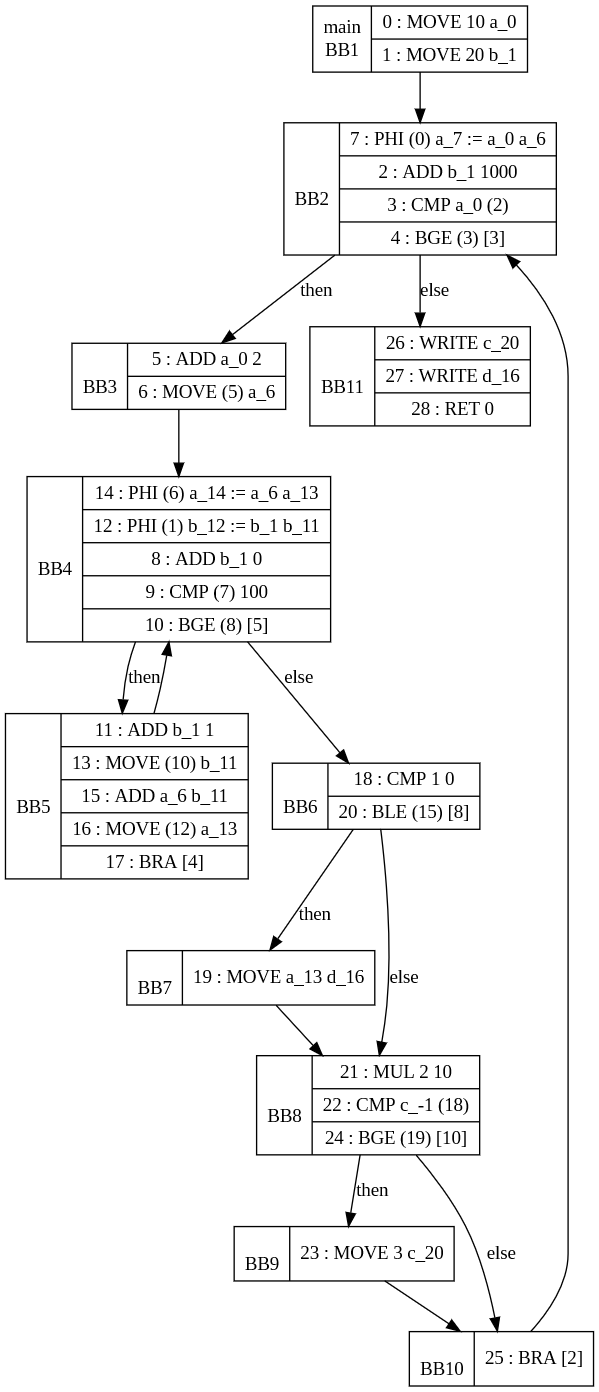 main
BB1
0 : MOVE 10 a_0
1 : MOVE 20 b_1
BB2
7 : PHI (0) a_7 := a_0 a_6
2 : ADD b_1 1000
3 : CMP a_0 (2)
4 : BGE (3) [3]
then
else
BB3
5 : ADD a_0 2
6 : MOVE (5) a_6
BB11
26 : WRITE c_20
27 : WRITE d_16
28 : RET 0
BB4
14 : PHI (6) a_14 := a_6 a_13
12 : PHI (1) b_12 := b_1 b_11
8 : ADD b_1 0
9 : CMP (7) 100
10 : BGE (8) [5]
then
else
BB5
11 : ADD b_1 1
13 : MOVE (10) b_11
15 : ADD a_6 b_11
16 : MOVE (12) a_13
17 : BRA [4]
BB6
18 : CMP 1 0
20 : BLE (15) [8]
then
else
BB7
19 : MOVE a_13 d_16
BB8
21 : MUL 2 10
22 : CMP c_-1 (18)
24 : BGE (19) [10]
then
else
BB9
23 : MOVE 3 c_20
BB10
25 : BRA [2]